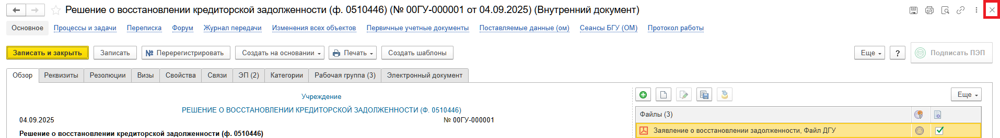 Решение о восстановлении кредиторской задолженности (ф. 0510446) (№ 00ГУ-000001 от 04.09.2025) (Внутренний документ)
Основное Процессы и задачи Переписка Форум Журнал передачи Изменения всех объектов Первичные учетные документы Поставляемые данные (ом) Сеансы БГУ (ОМ) Протокол работы
Записать и закрыть Записать № Перерегистрировать Создать на основании Печать Создать шаблоны Еще ? Подписать ПЭП
Обзор Реквизиты Резолюции Визы Свойства Связи ЭП (2) Категории Рабочая группа (3) Электронный документ
Учреждение
РЕШЕНИЕ О ВОССТАНОВЛЕНИИ КРЕДИТОРСКОЙ ЗАДОЛЖЕННОСТИ (Ф. 0510446)
04.09.2025 № 00ГУ-000001
Решение о восстановлении кредиторской задолженности (ф. 0510446)
Еще
Файлы (3)
Заявление о восстановлении задолженности, Файл ДГУ